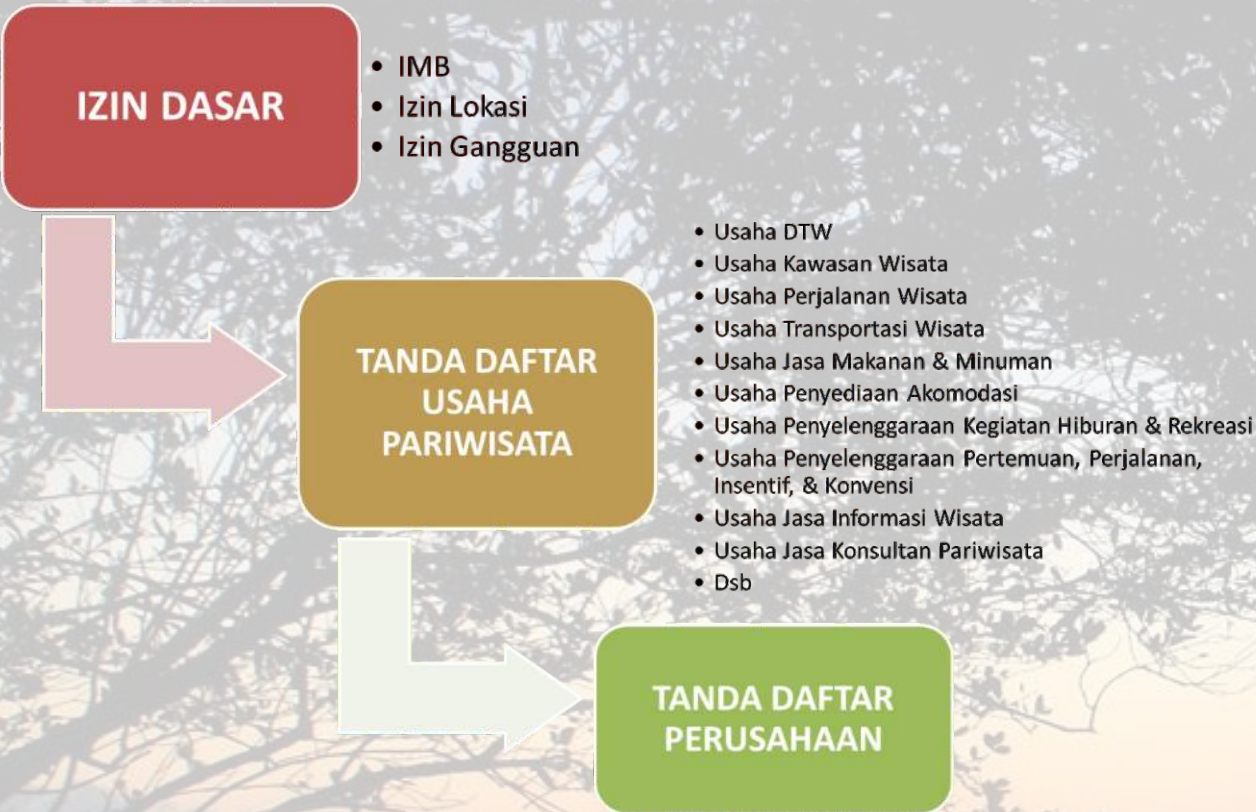 IZIN DASAR
• IMB
• Izin Lokasi
• Izin Gangguan
TANDA DAFTAR
USAHA
PARIWISATA
• Usaha DTW
• Usaha Kawasan Wisata
• Usaha Perjalanan Wisata
• Usaha Transportasi Wisata
• Usaha Jasa Makanan & Minuman
• Usaha Penyediaan Akomodasi
• Usaha Penyelenggaraan Kegiatan Hiburan & Rekreasi
• Usaha Penyelenggaraan Pertemuan, Perjalanan,
Insentif, & Konvensi
• Usaha Jasa Informasi Wisata
• Usaha Jasa Konsultan Pariwisata
• Dsb
TANDA DAFTAR
PERUSAHAAN